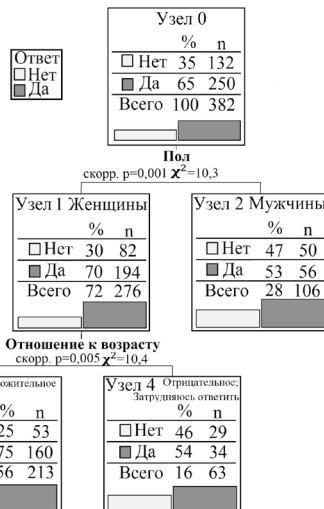 Узел 0
% n
Нет 35 132
Да 65 250
Всего 100 382
Ответ
Нет
Да
Пол
скорр. p=0,001 χ²=10,3
Узел 1 Женщины
% n
Нет 30 82
Да 70 194
Всего 72 276
Узел 2 Мужчины
% n
Нет 47 50
Да 53 56
Всего 28 106
Отношение к возрасту
скорр. p=0,005 χ²=10,4
ожительное
% n
25 53
75 160
56 213
Узел 4 Отрицательное;
Затрудняюсь ответить
% n
Нет 46 29
Да 54 34
Всего 16 63